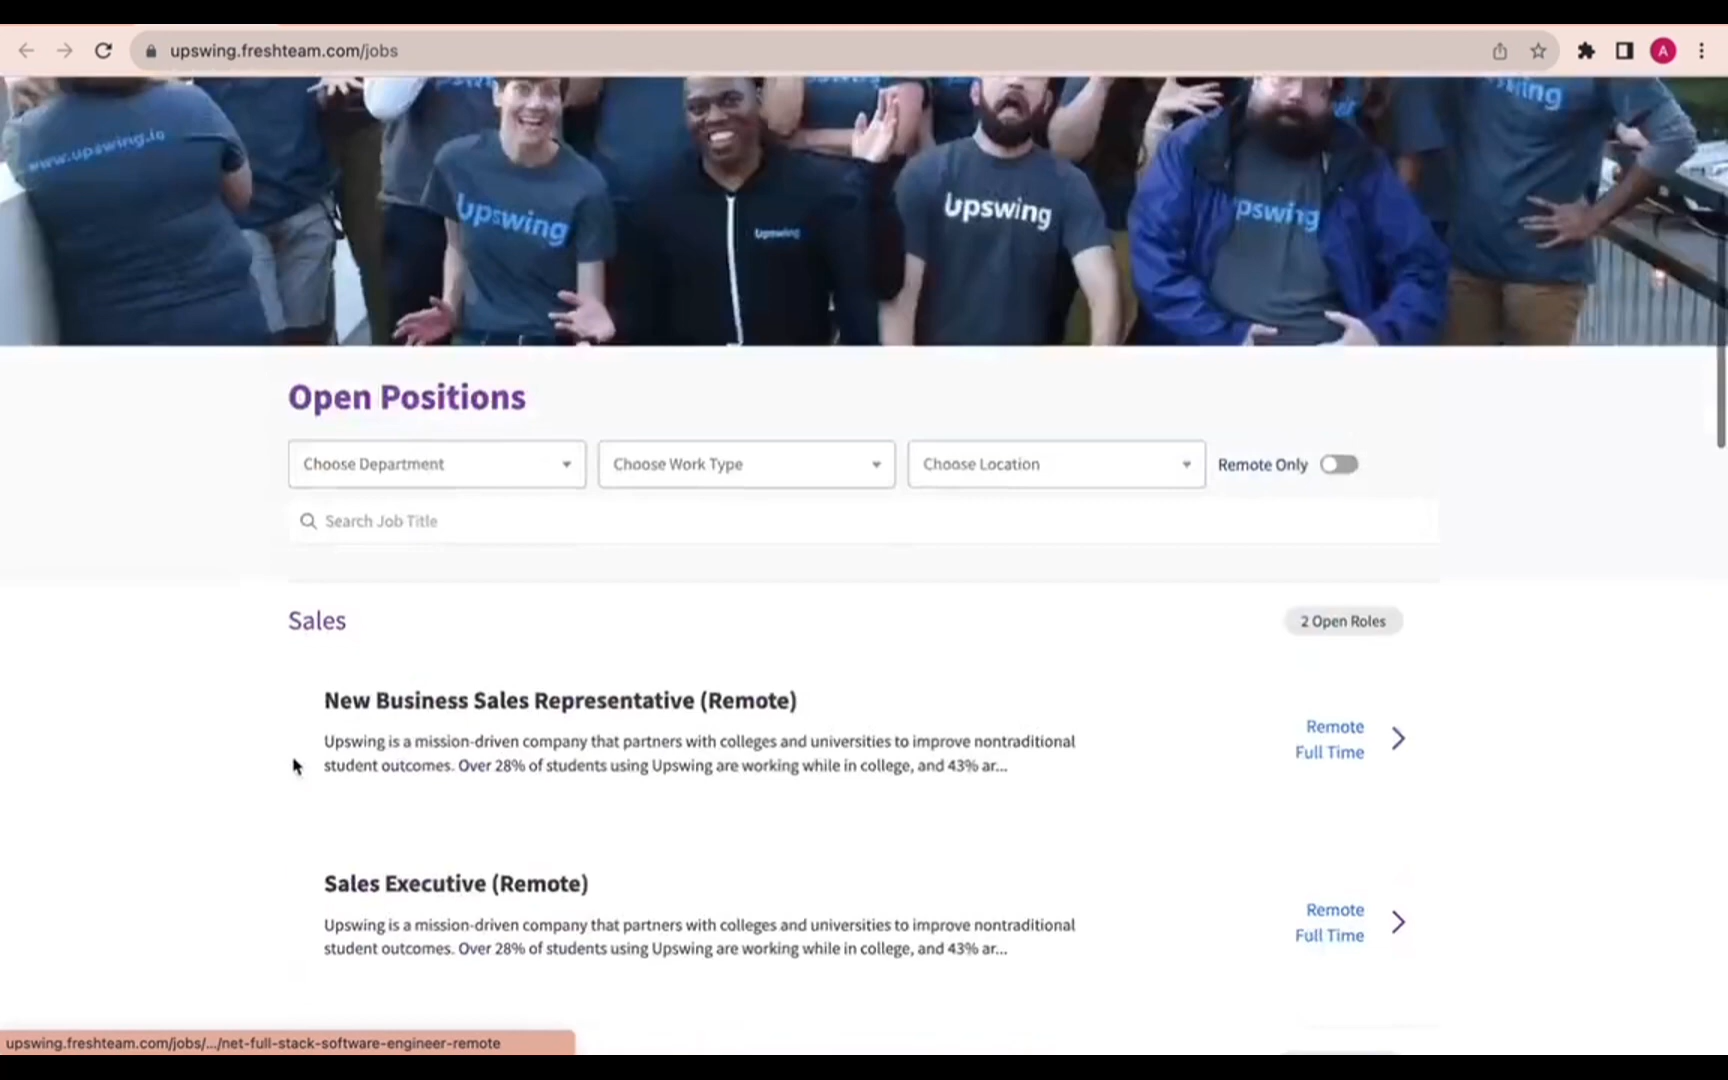 upswing.freshteam.com/jobs
A
www.upswing.io
Upswing
Upswing
Upswing
pswing
wing
Open Positions
Choose Department
Choose Work Type
Choose Location
Remote Only
Search Job Title
Sales
2 Open Roles
New Business Sales Representative (Remote)
Upswing is a mission-driven company that partners with colleges and universities to improve nontraditional
student outcomes. Over 28% of students using Upswing are working while in college, and 43% ar...
Remote
Full Time
Sales Executive (Remote)
Upswing is a mission-driven company that partners with colleges and universities to improve nontraditional
student outcomes. Over 28% of students using Upswing are working while in college, and 43% ar...
Remote
Full Time
upswing.freshteam.com/jobs/.../net-full-stack-software-engineer-remote